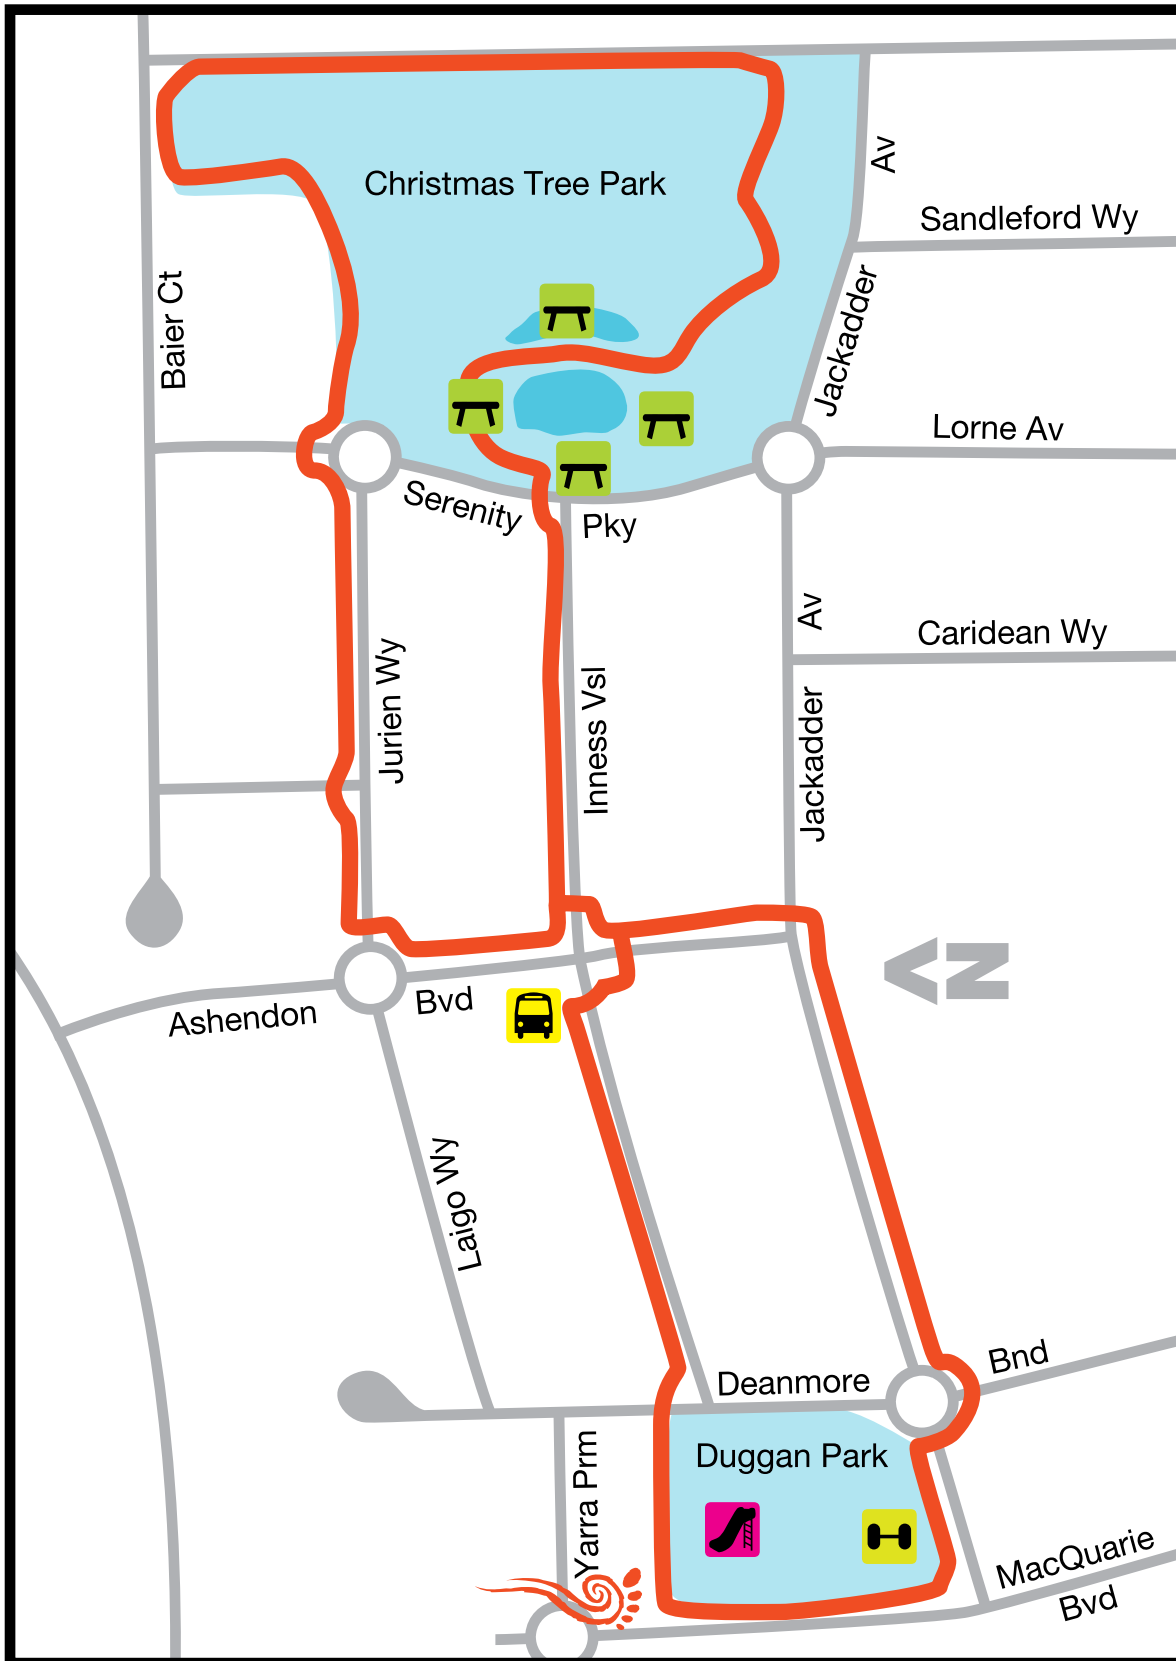 Christmas Tree Park
Av
Sandleford Wy
Baier Ct
Jackadder
Lorne Av
Serenity
Pky
Av
Caridean Wy
Jurien Wy
Inness Vsl
Jackadder
N
Ashendon
Bvd
Laigo Wy
Bnd
Deanmore
Duggan Park
Yarra Prm
MacQuarie
Bvd